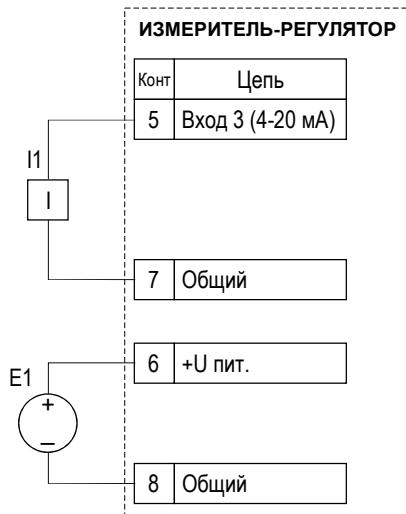 ИЗМЕРИТЕЛЬ-РЕГУЛЯТОР
Конт Цепь
5 Вход 3 (4-20 мА)
I1
I
7 Общий
6 +U пит.
E1
+
–
8 Общий